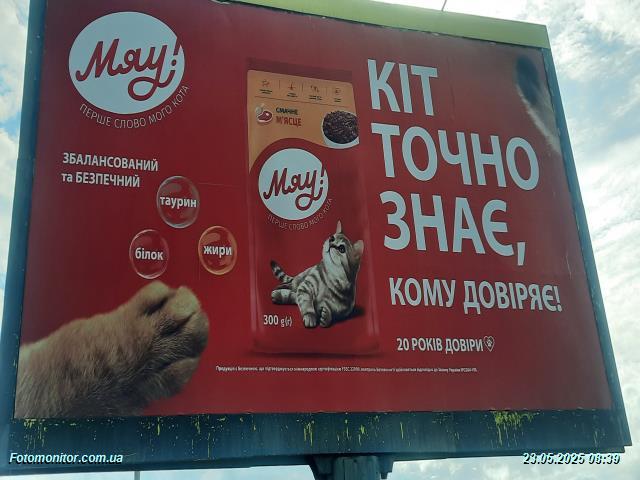 Мяу!
ПЕРШЕ СЛОВО МОГО КОТА
ЗБАЛАНСОВАНИЙ
та БЕЗПЕЧНИЙ
таурин
білок
жири
СМАЧНЕ
М'ЯСЦЕ
Мяу!
ПЕРШЕ СЛОВО МОГО КОТА
300 g(г)
КІТ
ТОЧНО
ЗНАЄ,
КОМУ ДОВІРЯЄ!
20 РОКІВ ДОВІРИ
Fotomonitor.com.ua
23.05.2025 08:39